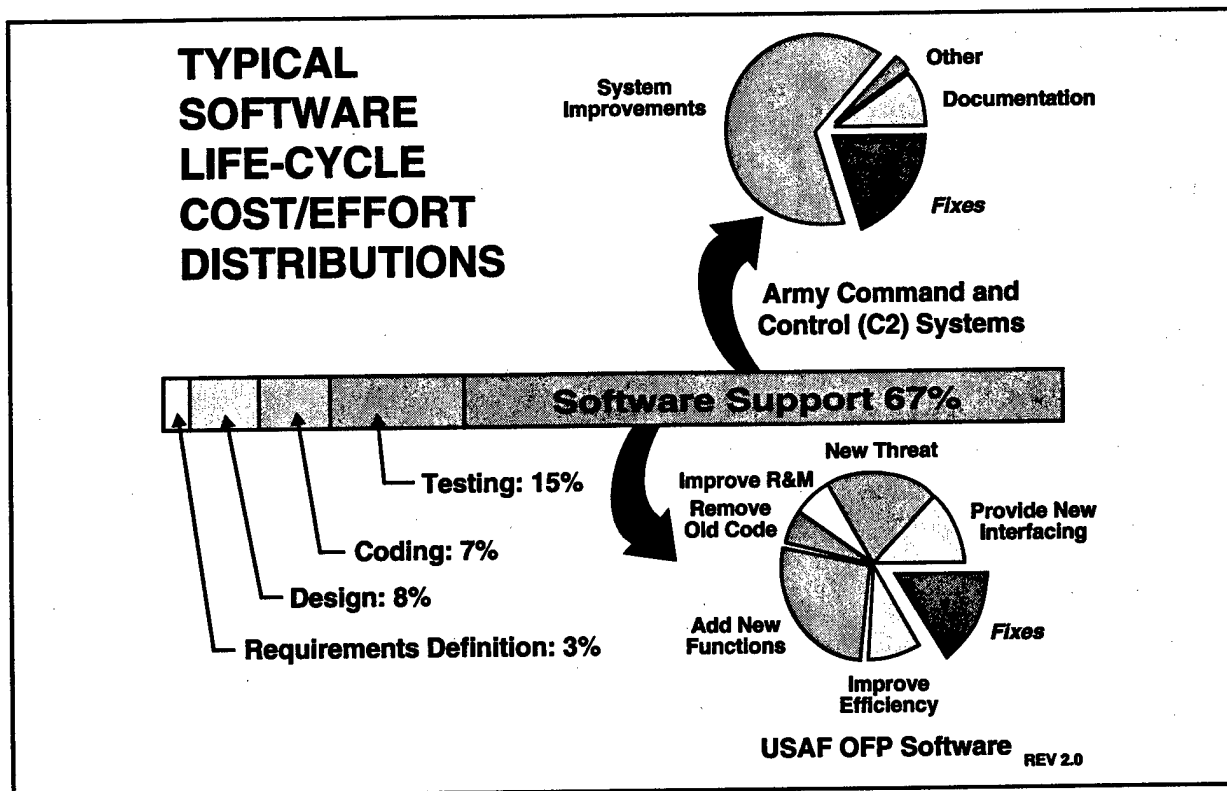 TYPICAL
SOFTWARE
LIFE-CYCLE
COST/EFFORT
DISTRIBUTIONS
System
Improvements
Other
Documentation
Fixes
Army Command and
Control (C2) Systems
Software Support 67%
Testing: 15%
Coding: 7%
Design: 8%
Requirements Definition: 3%
New Threat
Improve R&M
Remove
Old Code
Provide New
Interfacing
Add New
Functions
Fixes
Improve
Efficiency
USAF OFP Software
REV 2.0